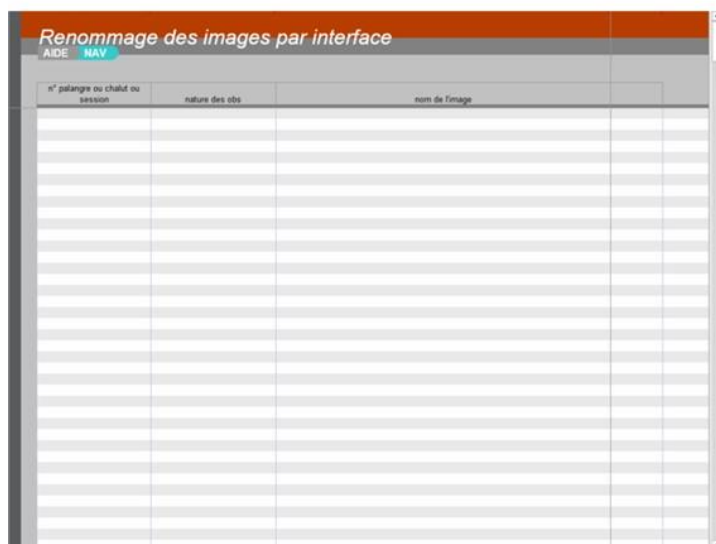 Renommage des images par interface
AIDE NAV
n° palangre ou chalut ou
session
nature des obs
nom de l'image